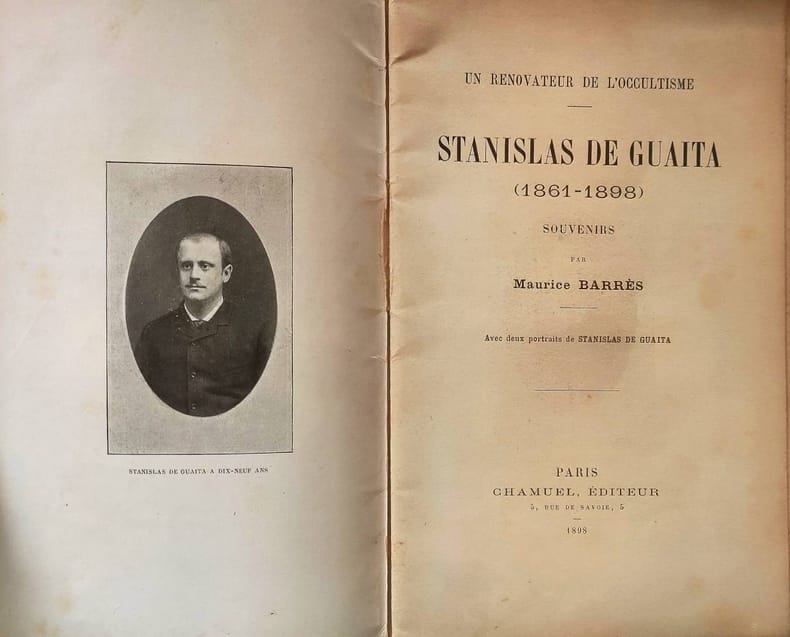 STANISLAS DE GUAITA A DIX-NEUF ANS
UN RENOVATEUR DE L'OCCULTISME
STANISLAS DE GUAITA
(1861-1898)
SOUVENIRS
PAR
Maurice BARRÈS
Avec deux portraits de STANISLAS DE GUAITA
PARIS
CHAMUEL, ÉDITEUR
5, RUE DE SAVOIE, 5
1898